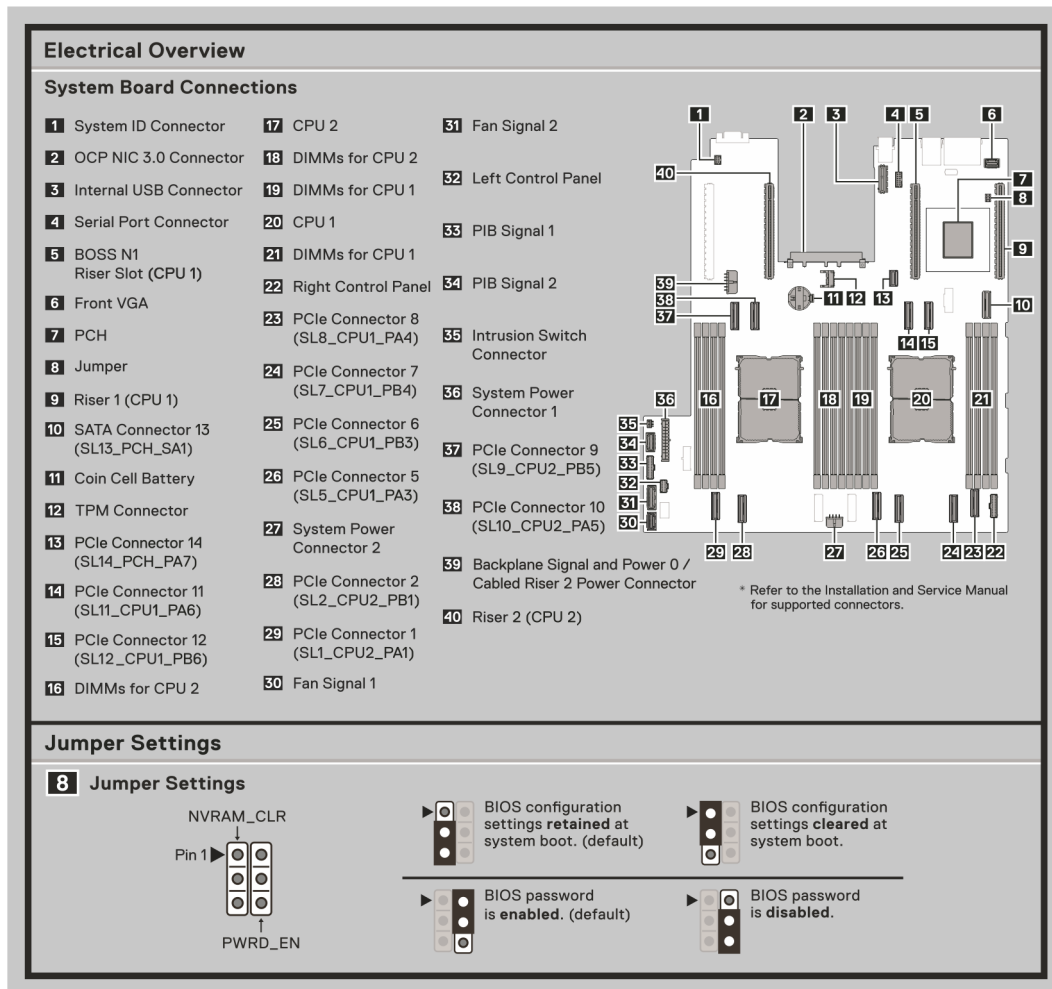 Electrical Overview
System Board Connections
1 System ID Connector
2 OCP NIC 3.0 Connector
3 Internal USB Connector
4 Serial Port Connector
5 BOSS N1
Riser Slot (CPU 1)
6 Front VGA
7 PCH
8 Jumper
9 Riser 1 (CPU 1)
10 SATA Connector 13
(SL13_PCH_SA1)
11 Coin Cell Battery
12 TPM Connector
13 PCIe Connector 14
(SL14_PCH_PA7)
14 PCIe Connector 11
(SL11_CPU1_PA6)
15 PCIe Connector 12
(SL12_CPU1_PB6)
16 DIMMs for CPU 2
17 CPU 2
18 DIMMs for CPU 2
19 DIMMs for CPU 1
20 CPU 1
21 DIMMs for CPU 1
22 Right Control Panel
23 PCIe Connector 8
(SL8_CPU1_PA4)
24 PCIe Connector 7
(SL7_CPU1_PB4)
25 PCIe Connector 6
(SL6_CPU1_PB3)
26 PCIe Connector 5
(SL5_CPU1_PA3)
27 System Power
Connector 2
28 PCIe Connector 2
(SL2_CPU2_PB1)
29 PCIe Connector 1
(SL1_CPU2_PA1)
30 Fan Signal 1
31 Fan Signal 2
32 Left Control Panel
33 PIB Signal 1
34 PIB Signal 2
35 Intrusion Switch
Connector
36 System Power
Connector 1
37 PCIe Connector 9
(SL9_CPU2_PB5)
38 PCIe Connector 10
(SL10_CPU2_PA5)
39 Backplane Signal and Power 0 /
Cabled Riser 2 Power Connector
40 Riser 2 (CPU 2)
1 2 3 4 5 6
40 7
8
9
39 11 12 13 10
38
37 14 15
16 17 18 19 20 21
36
35
34
33
32
31
30
29 28 27 26 25 24 23 22
* Refer to the Installation and Service Manual
for supported connectors.
Jumper Settings
8 Jumper Settings
NVRAM_CLR
Pin 1
PWRD_EN
BIOS configuration
settings retained at
system boot. (default)
BIOS configuration
settings cleared at
system boot.
BIOS password
is enabled. (default)
BIOS password
is disabled.